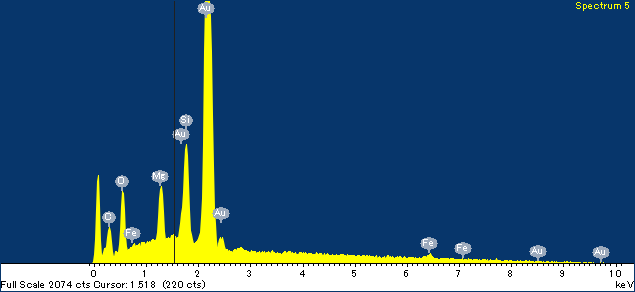 Spectrum 5
Au
Si
Au
Mg
O
Au
O
Fe
Fe
Fe
Au
Au
0 1 2 3 4 5 6 7 8 9 10
Full Scale 2074 cts Cursor: 1.518 (220 cts) keV